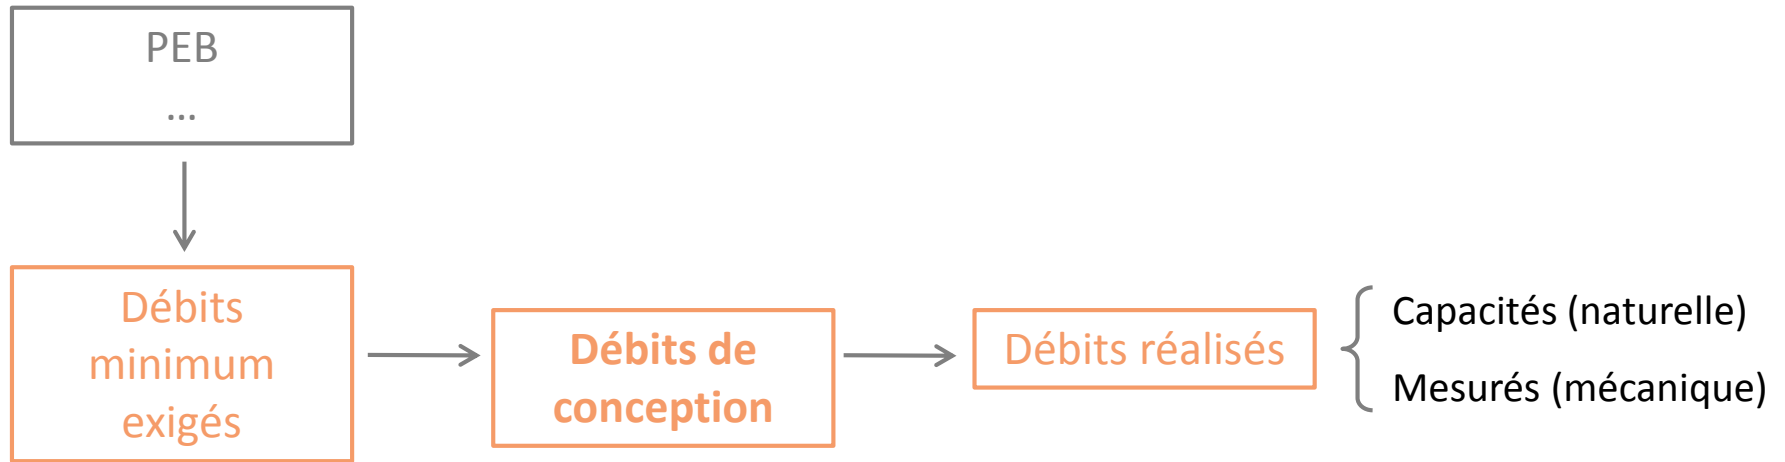 PEB
...
Débits
minimum
exigés
Débits de
conception
Débits réalisés
Capacités (naturelle)
Mesurés (mécanique)